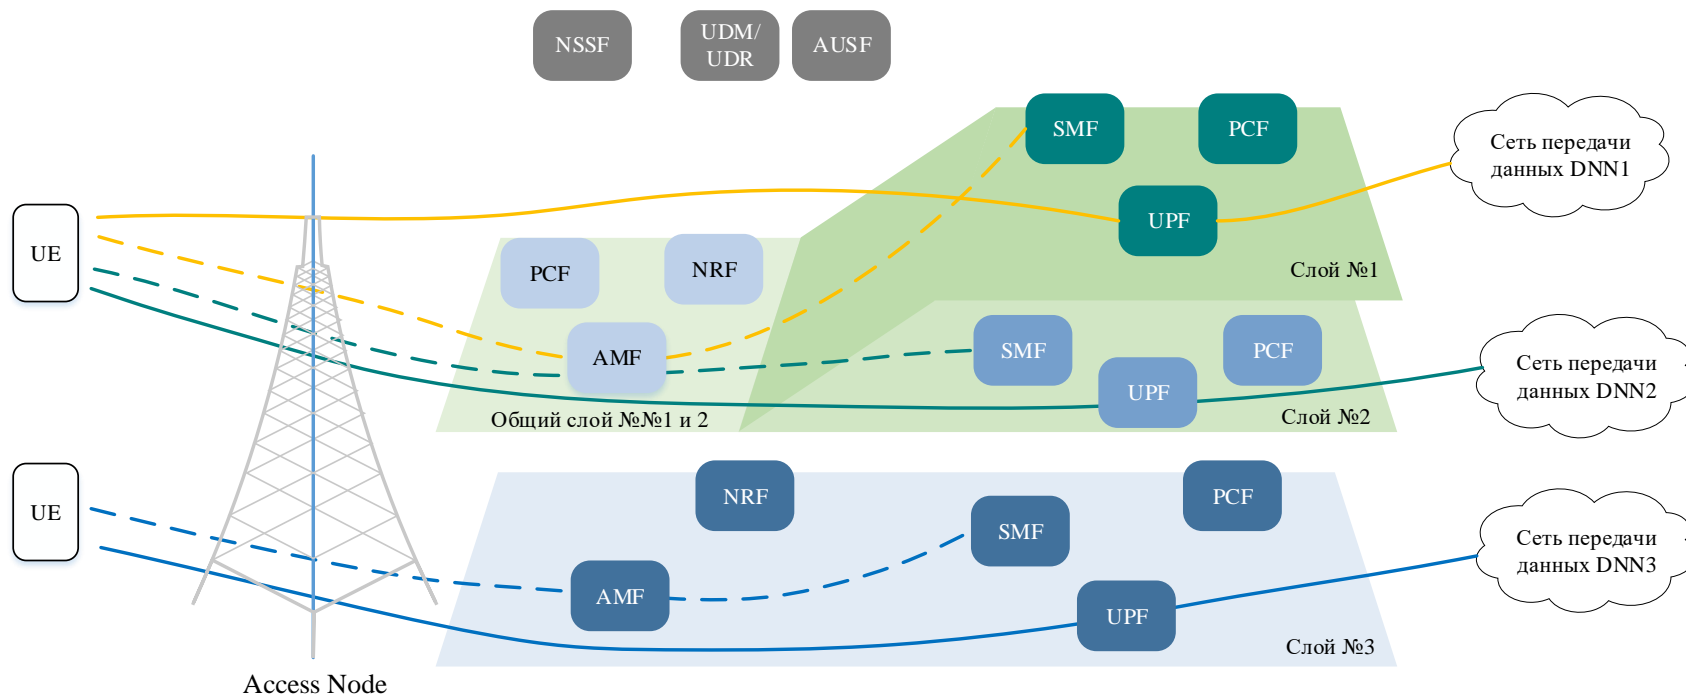 NSSF
UDM/
UDR
AUSF
SMF
PCF
Сеть передачи
данных DNN1
UPF
UE
PCF
NRF
Слой №1
AMF
SMF
PCF
UPF
Сеть передачи
данных DNN2
Общий слой №№1 и 2
Слой №2
UE
NRF
PCF
SMF
Сеть передачи
данных DNN3
AMF
UPF
Слой №3
Access Node